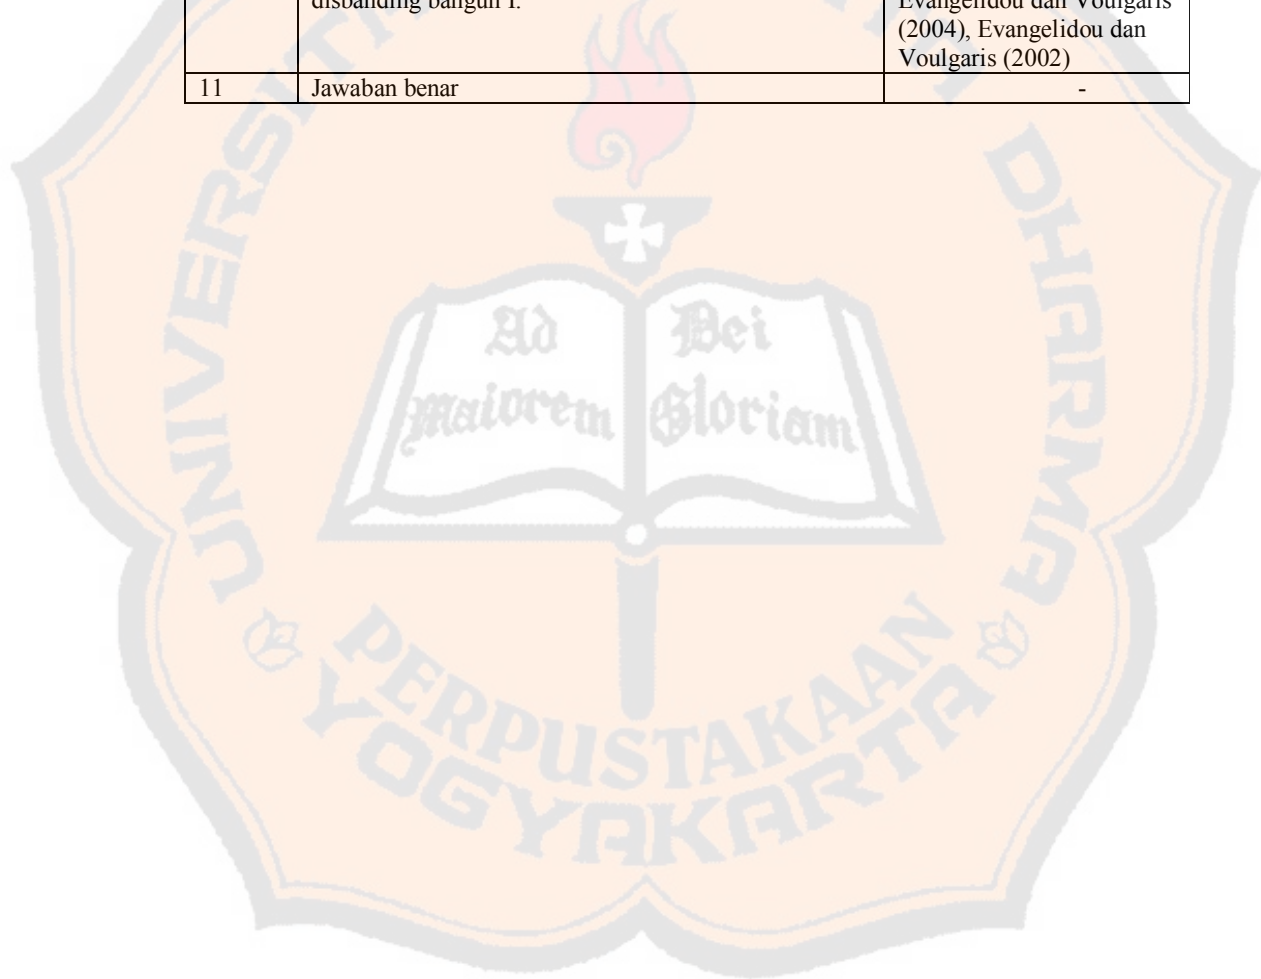 disbanding bangun I.
Evangelidou dan Voulgaris
(2004), Evangelidou dan
Voulgaris (2002)
11 Jawaban benar -
UNIVERSIT
DHARMA
Ad Dei
Maiorem Gloriam
PERPUSTAKAAN
YOGYAKARTA